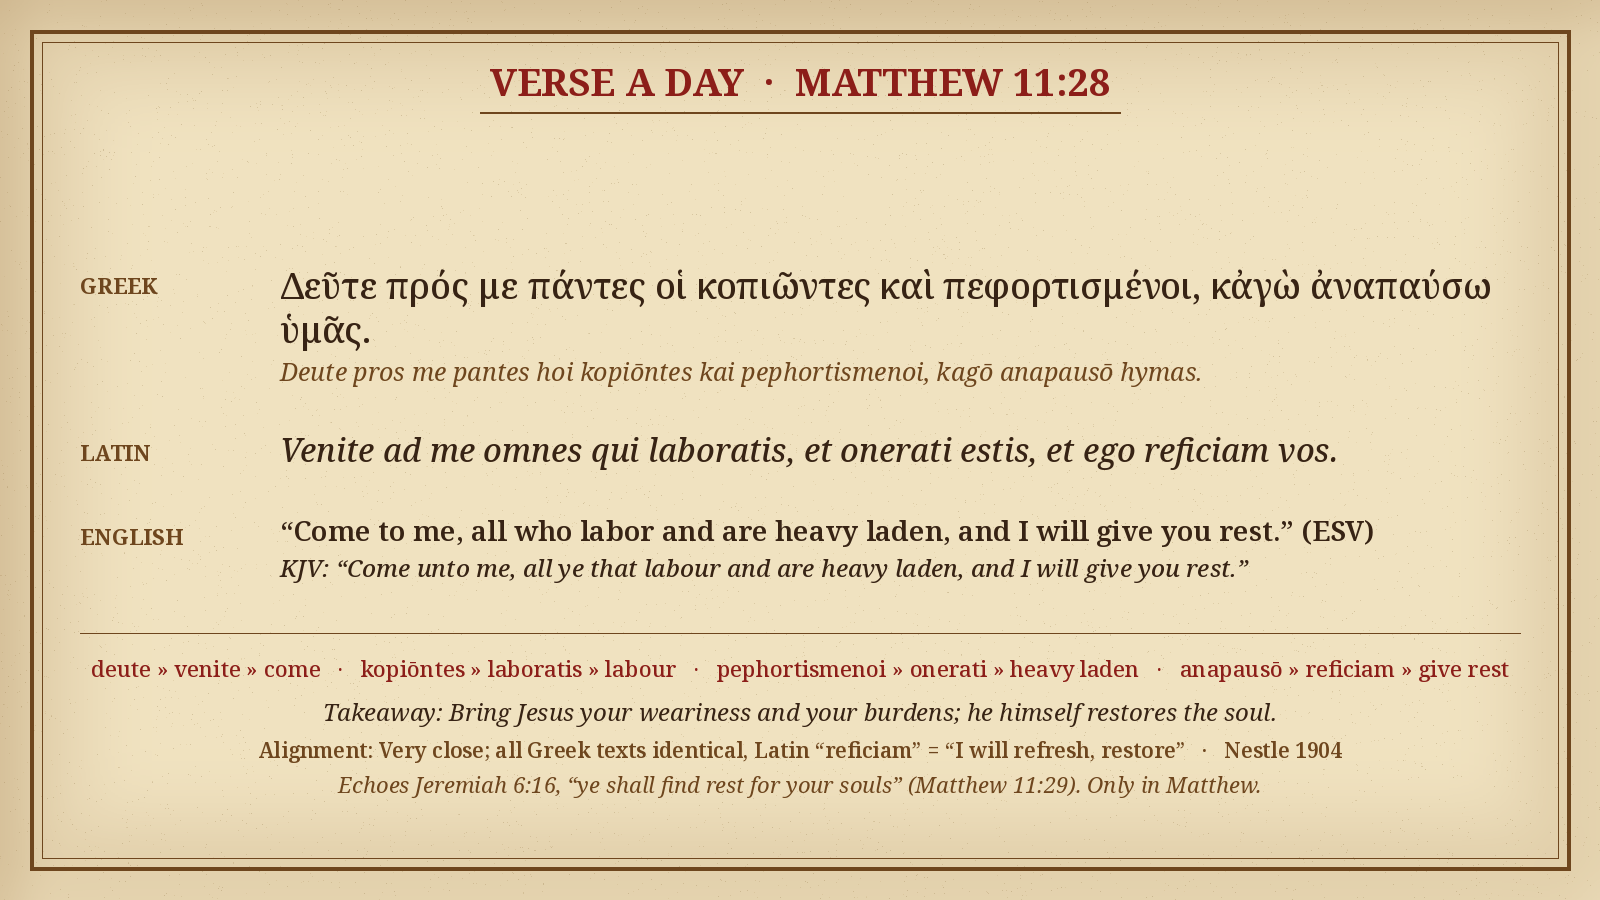 VERSE A DAY · MATTHEW 11:28
GREEK
Δεῦτε πρός με πάντες οἱ κοπιῶντες καὶ πεφορτισμένοι, κἀγὼ ἀναπαύσω
ὑμᾶς.
Deute pros me pantes hoi kopiōntes kai pephortismenoi, kagō anapausō hymas.
LATIN
Venite ad me omnes qui laboratis, et onerati estis, et ego reficiam vos.
ENGLISH
“Come to me, all who labor and are heavy laden, and I will give you rest.” (ESV)
KJV: “Come unto me, all ye that labour and are heavy laden, and I will give you rest.”
deute » venite » come · kopiōntes » laboratis » labour · pephortismenoi » onerati » heavy laden · anapausō » reficiam » give rest
Takeaway: Bring Jesus your weariness and your burdens; he himself restores the soul.
Alignment: Very close; all Greek texts identical, Latin “reficiam” = “I will refresh, restore” · Nestle 1904
Echoes Jeremiah 6:16, “ye shall find rest for your souls” (Matthew 11:29). Only in Matthew.